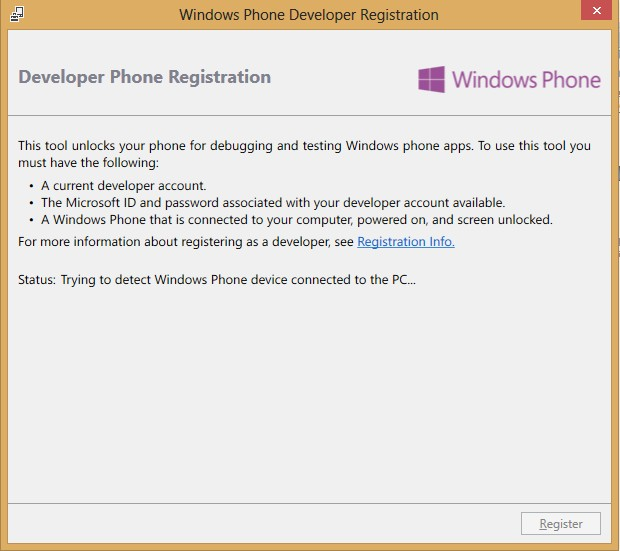 Windows Phone Developer Registration
Developer Phone Registration
Windows Phone
This tool unlocks your phone for debugging and testing Windows phone apps. To use this tool you
must have the following:
• A current developer account.
• The Microsoft ID and password associated with your developer account available.
• A Windows Phone that is connected to your computer, powered on, and screen unlocked.
For more information about registering as a developer, see Registration Info.
Status: Trying to detect Windows Phone device connected to the PC...
Register